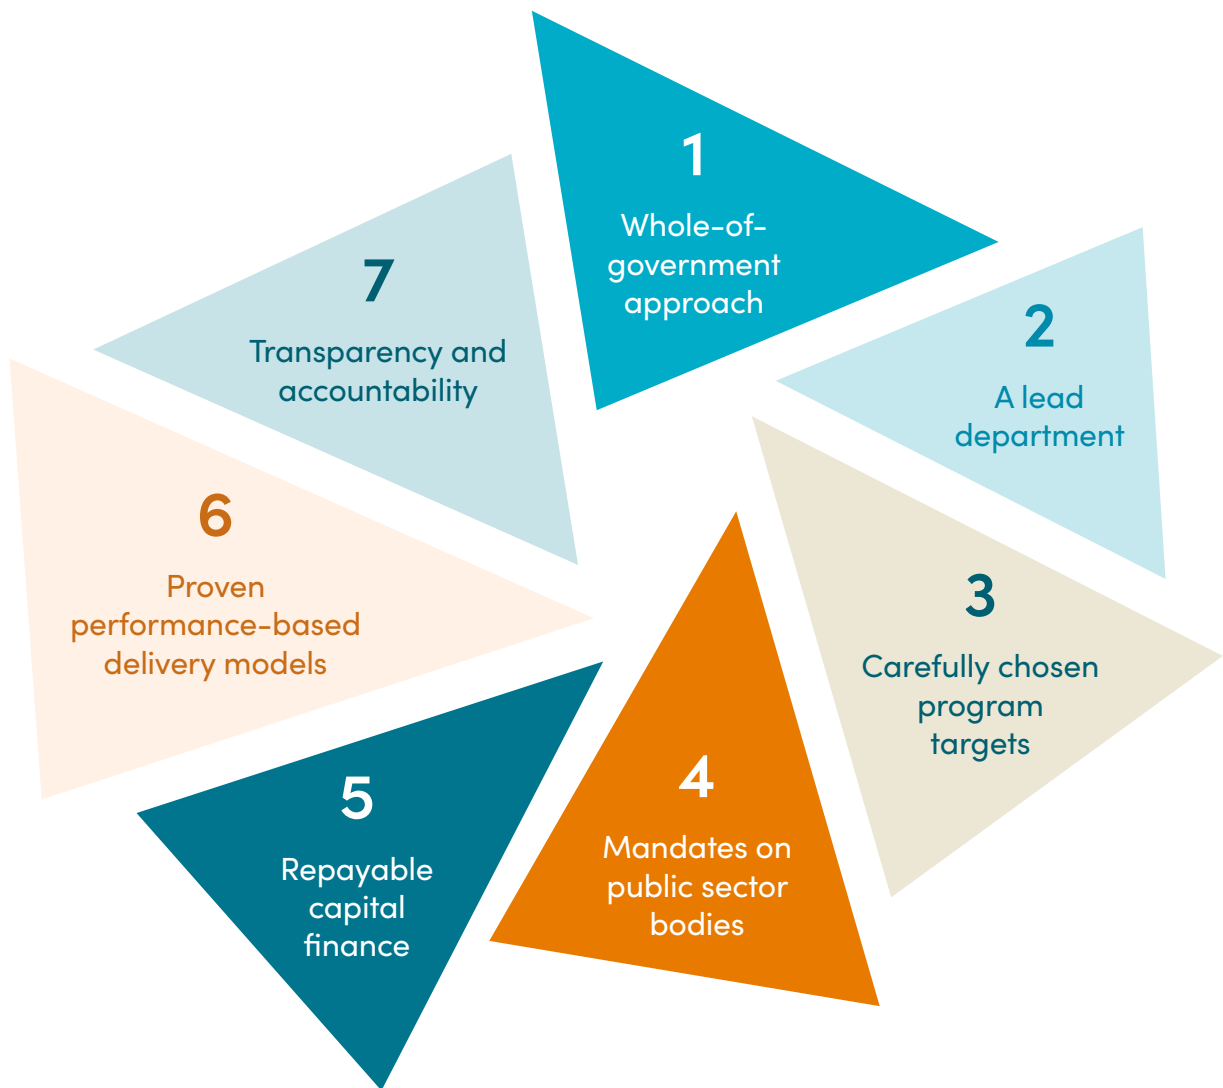 1
Whole-of-
government
approach
2
A lead
department
3
Carefully chosen
program
targets
4
Mandates on
public sector
bodies
5
Repayable
capital
finance
6
Proven
performance-based
delivery models
7
Transparency and
accountability